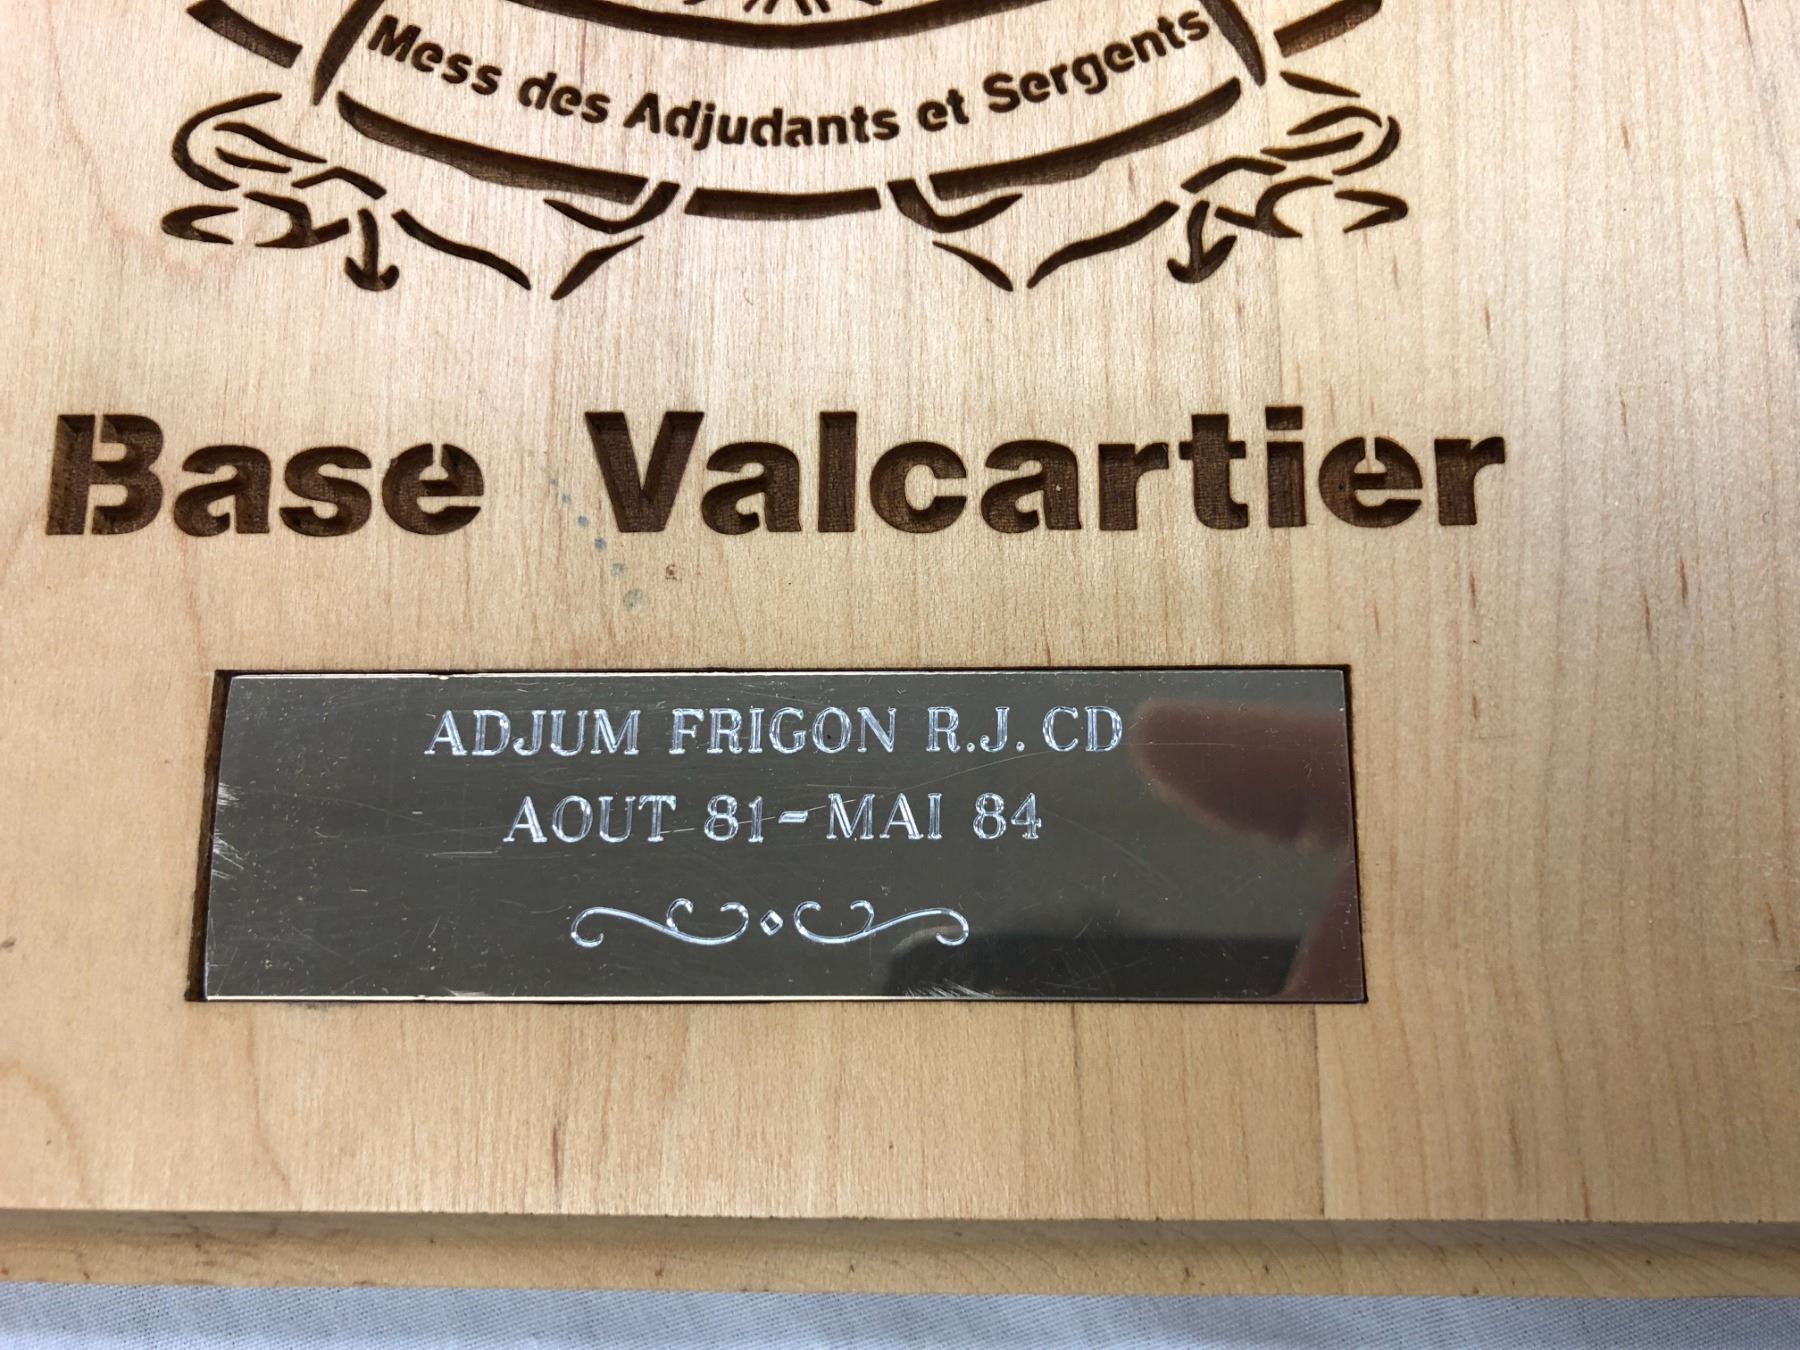 Mess des Adjudants et Sergents
Base Valcartier
ADJUM FRIGON R.J. CD
AOUT 81-MAI 84